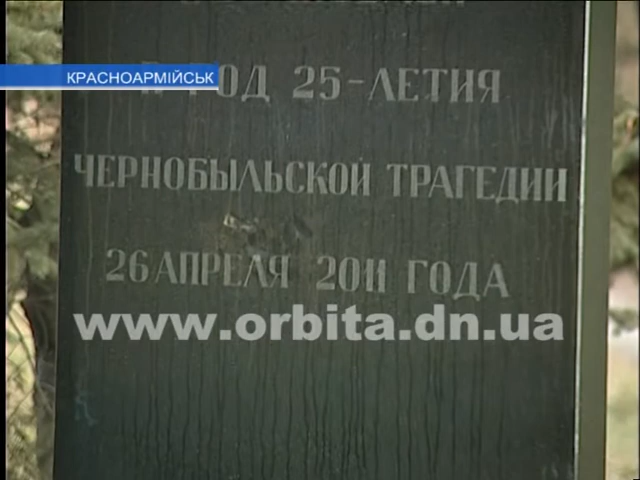 КРАСНОАРМІЙСЬК
В ГОД 25-ЛЕТИЯ
ЧЕРНОБЫЛЬСКОЙ ТРАГЕДИИ
26 АПРЕЛЯ 2011 ГОДА
www.orbita.dn.ua